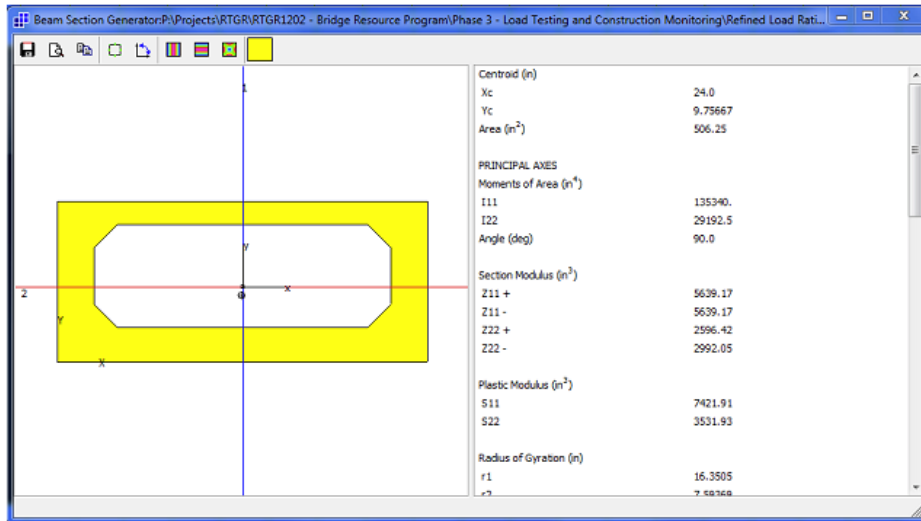 Beam Section Generator:P:\Projects\RTGR\RTGR1202 - Bridge Resource Program\Phase 3 - Load Testing and Construction Monitoring\Refined Load Rati...
Centroid (in)
Xc 24.0
Yc 9.75667
Area (in²) 506.25
PRINCIPAL AXES
Moments of Area (in⁴)
I11 135340.
I22 29192.5
Angle (deg) 90.0
Section Modulus (in³)
Z11 + 5639.17
Z11 - 5639.17
Z22 + 2596.42
Z22 - 2992.05
Plastic Modulus (in³)
S11 7421.91
S22 3531.93
Radius of Gyration (in)
r1 16.3505
r2 7.59369
1
y
x
2
Y
X